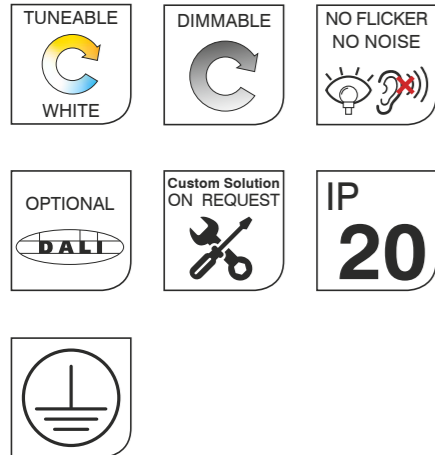 TUNEABLE
WHITE
DIMMABLE
NO FLICKER
NO NOISE
OPTIONAL
DALI
Custom Solution
ON REQUEST
IP
20